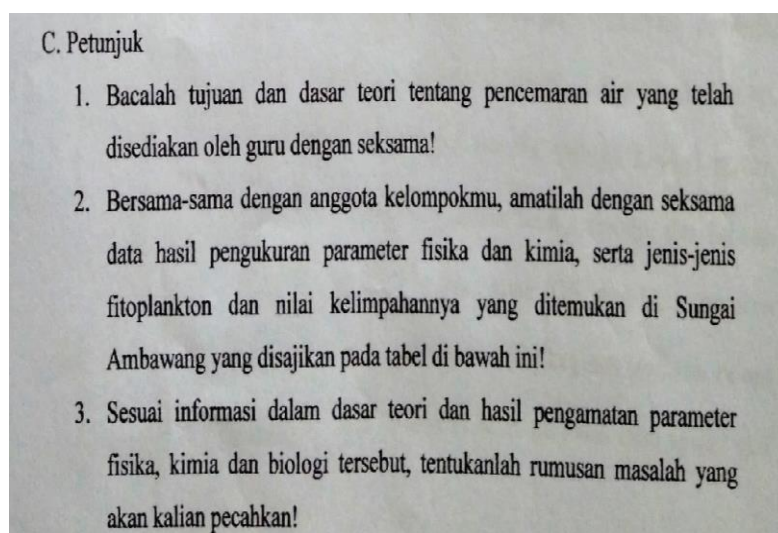 C. Petunjuk
1. Bacalah tujuan dan dasar teori tentang pencemaran air yang telah
disediakan oleh guru dengan seksama!
2. Bersama-sama dengan anggota kelompokmu, amatilah dengan seksama
data hasil pengukuran parameter fisika dan kimia, serta jenis-jenis
fitoplankton dan nilai kelimpahannya yang ditemukan di Sungai
Ambawang yang disajikan pada tabel di bawah ini!
3. Sesuai informasi dalam dasar teori dan hasil pengamatan parameter
fisika, kimia dan biologi tersebut, tentukanlah rumusan masalah yang
akan kalian pecahkan!